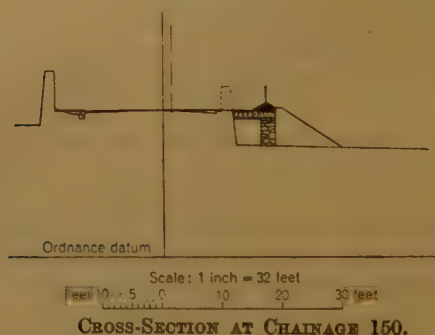 Ordnance datum
Scale: 1 inch = 32 feet
feet 10 5 0 10 20 30 feet
CROSS-SECTION AT CHAINAGE 150.